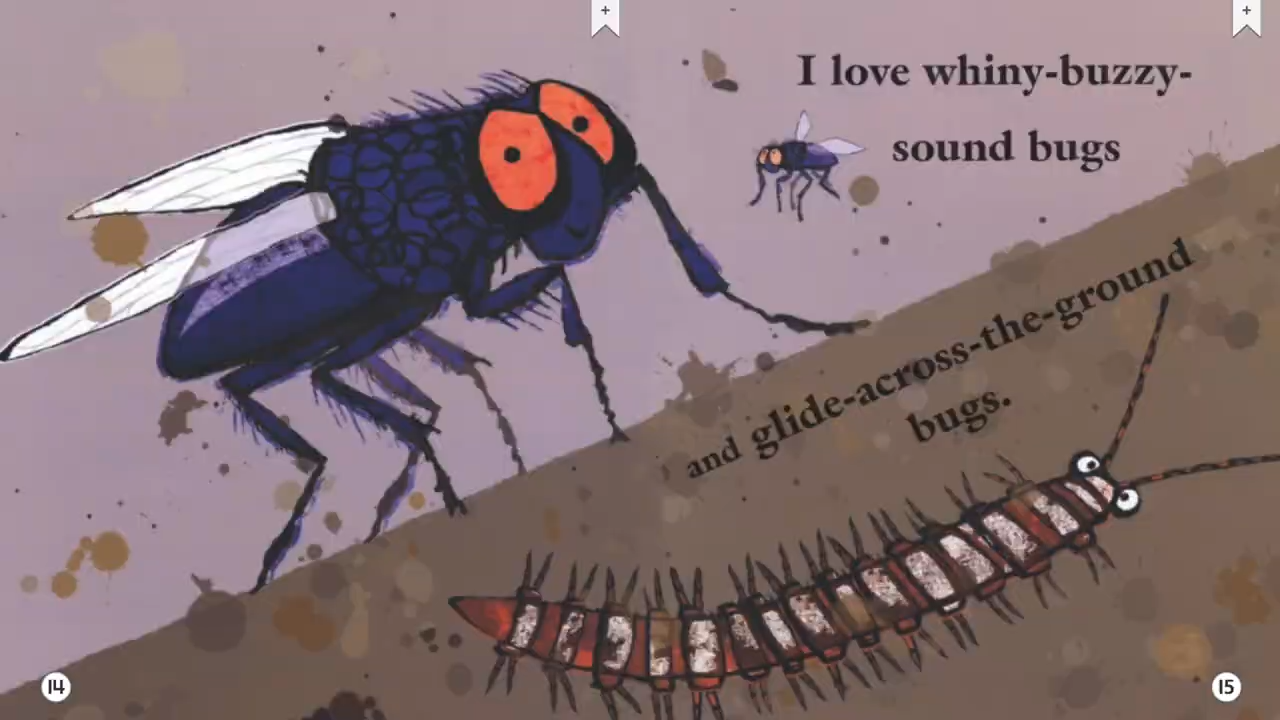 I love whiny-buzzy-
sound bugs
and glide-across-the-ground
bugs.
14
15